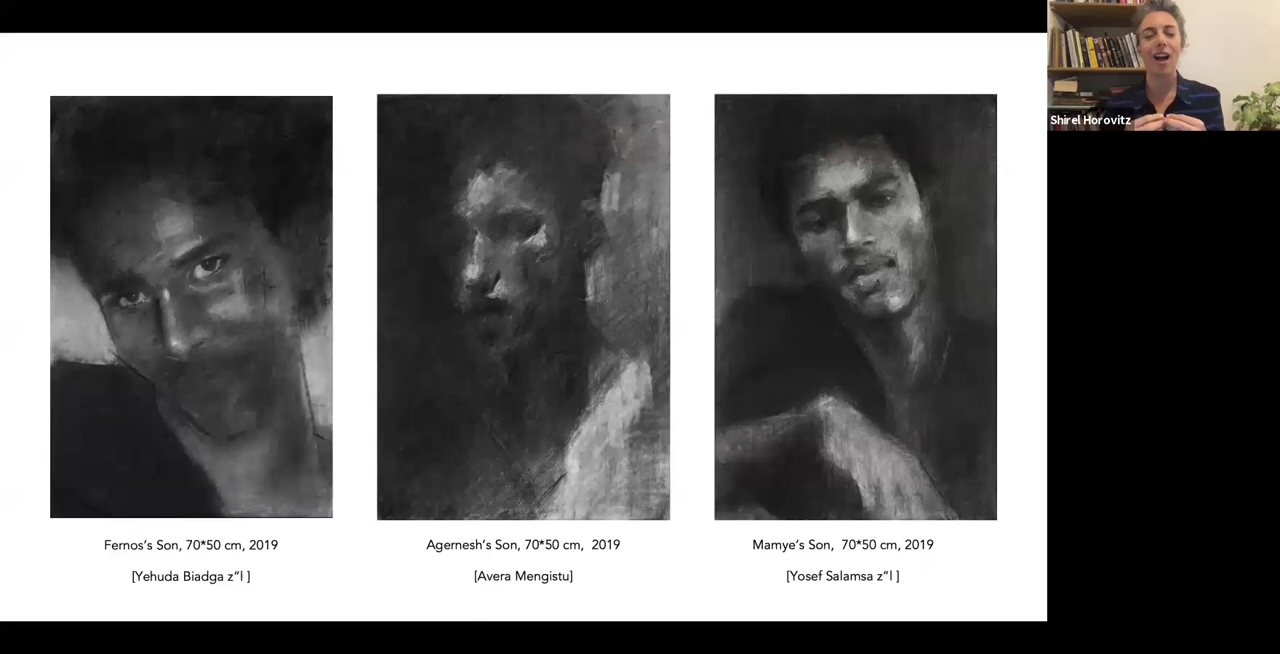 Shirel Horovitz
Fernos's Son, 70*50 cm, 2019
[Yehuda Biadga z"l ]
Agernesh's Son, 70*50 cm,  2019
[Avera Mengistu]
Mamye's Son,  70*50 cm, 2019
[Yosef Salamsa z"l ]